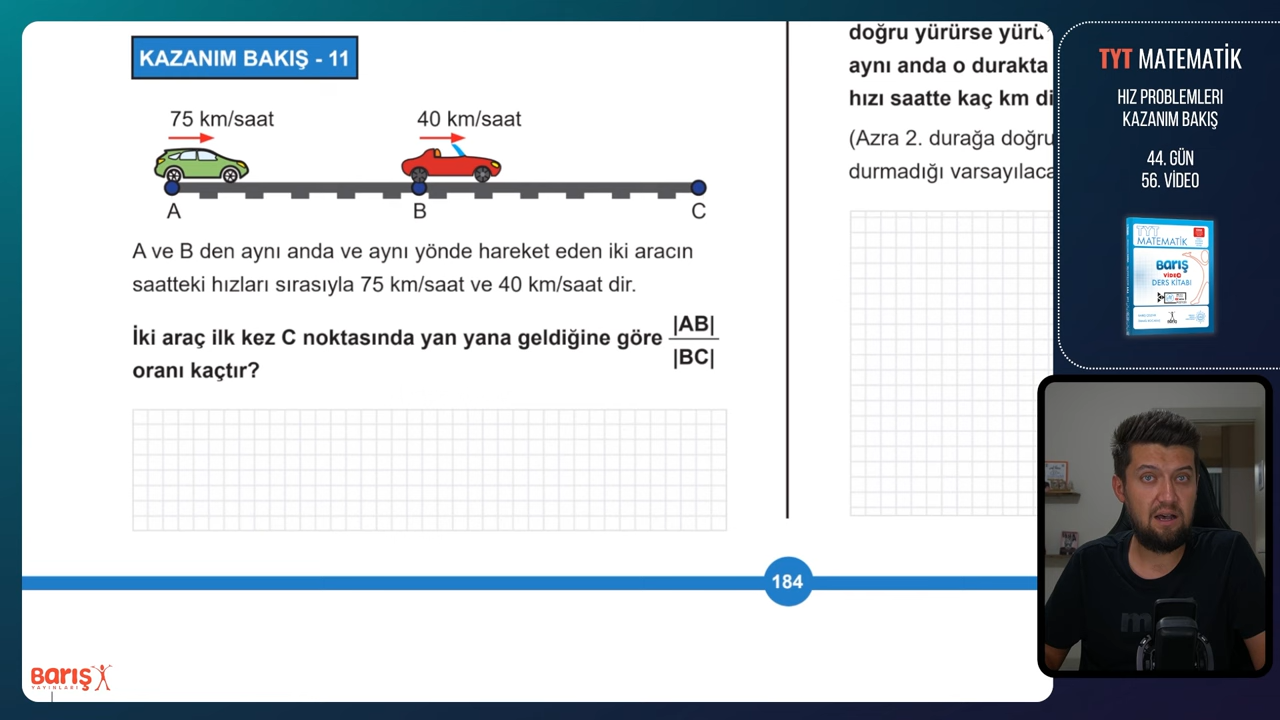 KAZANIM BAKIŞ - 11
75 km/saat
40 km/saat
A
B
C
A ve B den aynı anda ve aynı yönde hareket eden iki aracın
saatteki hızları sırasıyla 75 km/saat ve 40 km/saat dir.
İki araç ilk kez C noktasında yan yana geldiğine göre |AB|
|BC|
oranı kaçtır?
doğru yürürse
aynı anda o durakta
hızı saatte kaç km
(Azra 2. durağa doğru
durmadığı
184
BARIŞ
YAYINLARI
TYT MATEMATİK
HIZ PROBLEMLERI
KAZANIM BAKIŞ
44. GÜN
56. VİDEO
TYT
MATEMATİK
BARIŞ
VİDEO
DERS KİTABI